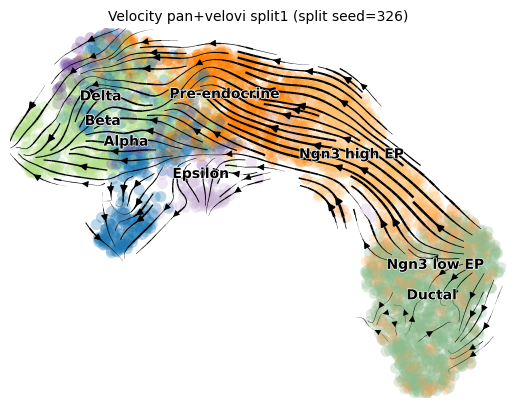 Velocity pan+velovi split1 (split seed=326)
Delta
Pre-endocrine
Beta
Alpha
Ngn3 high EP
Epsilon
Ngn3 low EP
Ductal